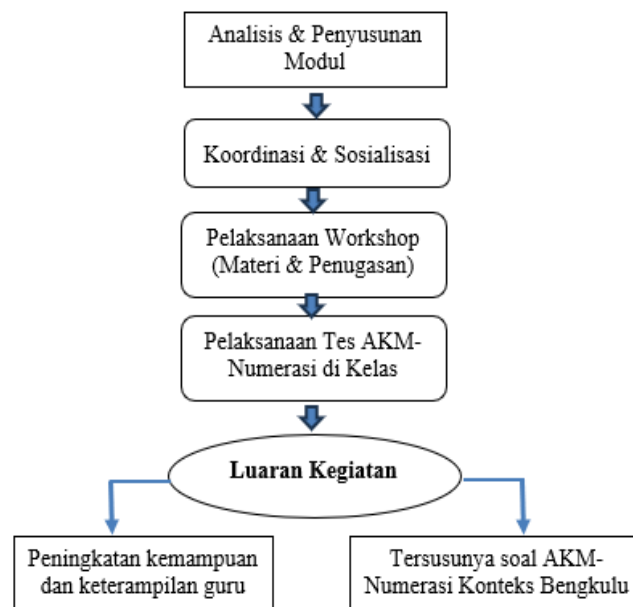 Analisis & Penyusunan
Modul
Koordinasi & Sosialisasi
Pelaksanaan Workshop
(Materi & Penugasan)
Pelaksanaan Tes AKM-
Numerasi di Kelas
Luaran Kegiatan
Peningkatan kemampuan
dan keterampilan guru
Tersusunya soal AKM-
Numerasi Konteks Bengkulu